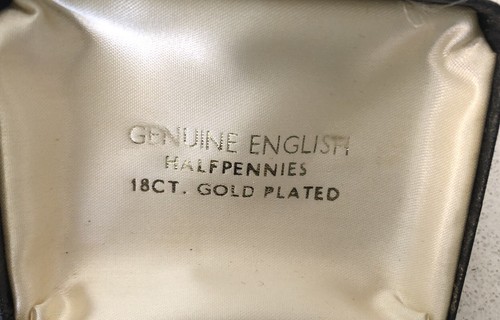 GENUINE ENGLISH
HALFPENNIES
18CT. GOLD PLATED